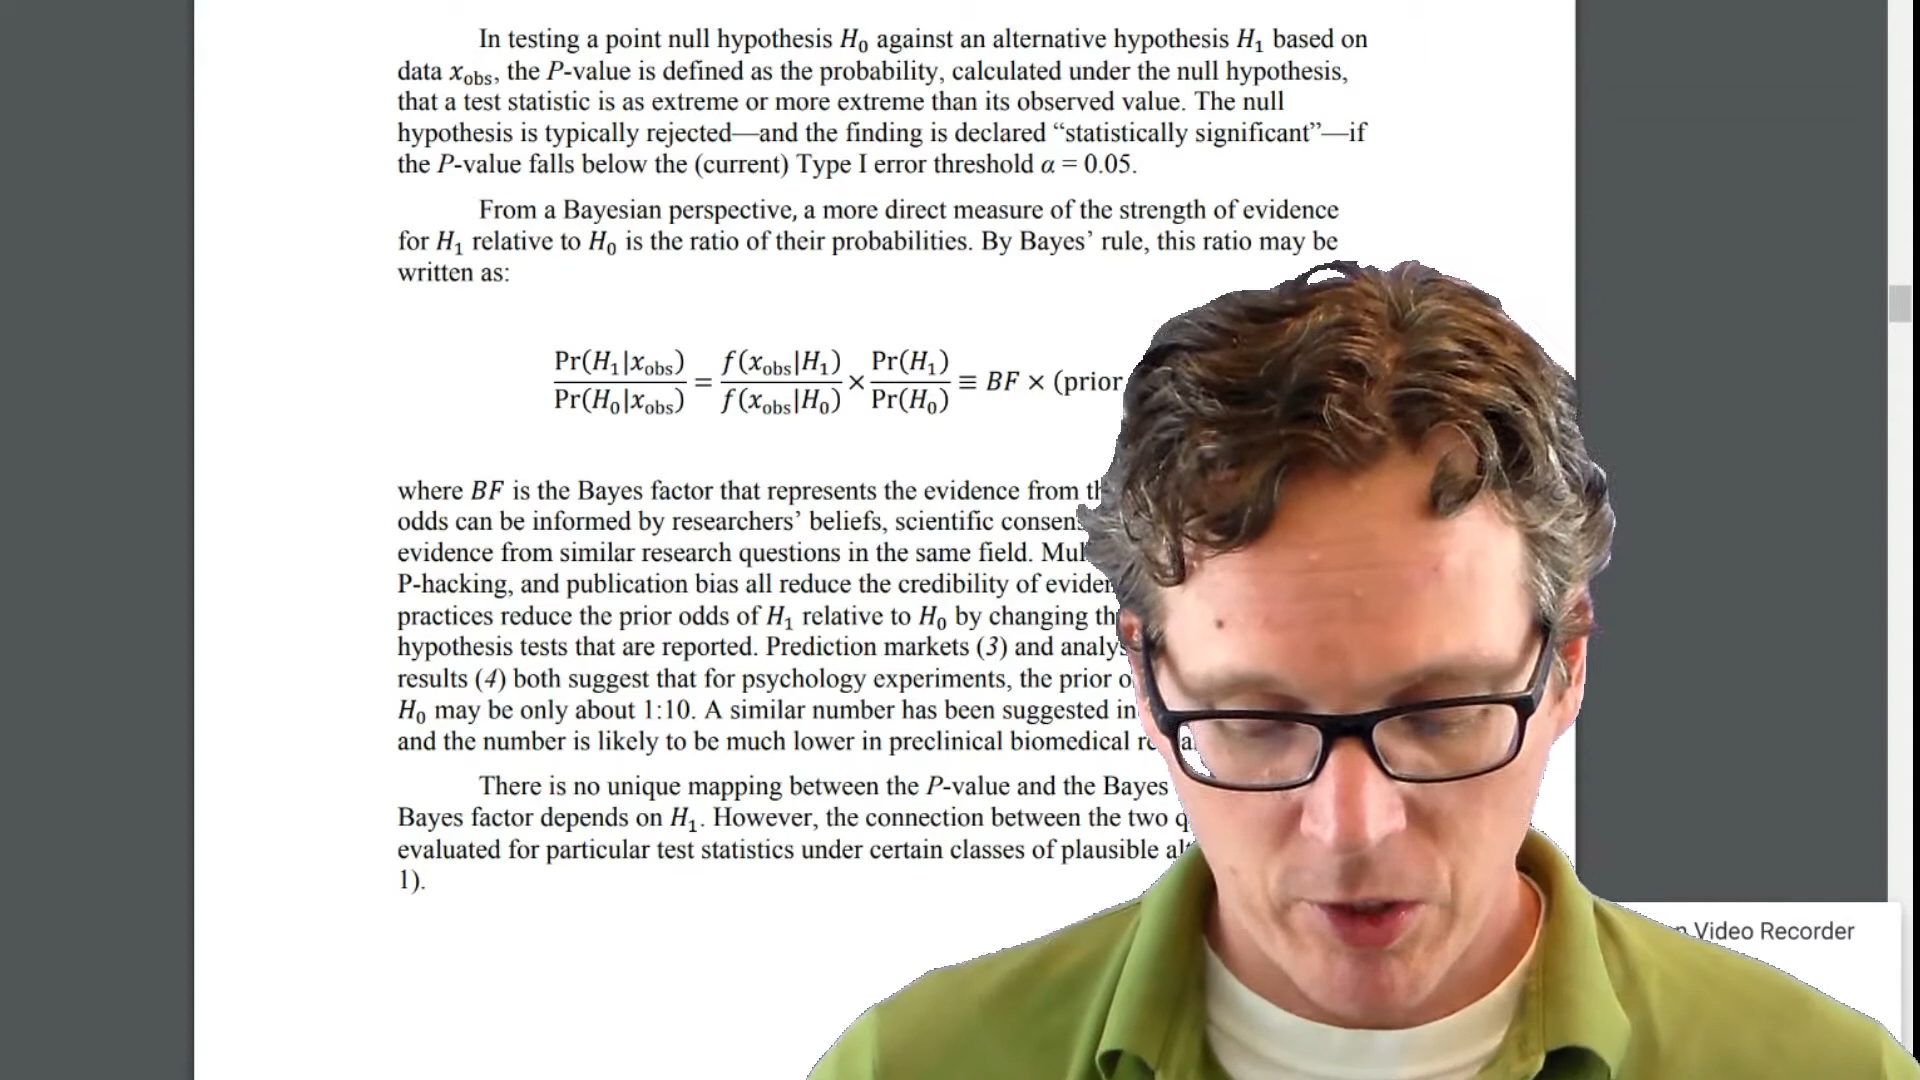 In testing a point null hypothesis H₀ against an alternative hypothesis H₁ based on
data xobs, the P-value is defined as the probability, calculated under the null hypothesis,
that a test statistic is as extreme or more extreme than its observed value. The null
hypothesis is typically rejected—and the finding is declared “statistically significant”—if
the P-value falls below the (current) Type I error threshold α = 0.05.
From a Bayesian perspective, a more direct measure of the strength of evidence
for H₁ relative to H₀ is the ratio of their probabilities. By Bayes’ rule, this ratio may be
written as:
Pr(H₁|xobs) / Pr(H₀|xobs) = f(xobs|H₁) / f(xobs|H₀) × Pr(H₁) / Pr(H₀) ≡ BF × (prior
where BF is the Bayes factor that represents the evidence from
odds can be informed by researchers’ beliefs, scientific
evidence from similar research questions in the same field.
P-hacking, and publication bias all reduce the credibility of
practices reduce the prior odds of H₁ relative to H₀ by changing
hypothesis tests that are reported. Prediction markets (3) and
results (4) both suggest that for psychology experiments, the prior
H₀ may be only about 1:10. A similar number has been suggested in
and the number is likely to be much lower in preclinical biomedical
There is no unique mapping between the P-value and the Bayes
Bayes factor depends on H₁. However, the connection between the two
evaluated for particular test statistics under certain classes of plausible
1).
Video Recorder